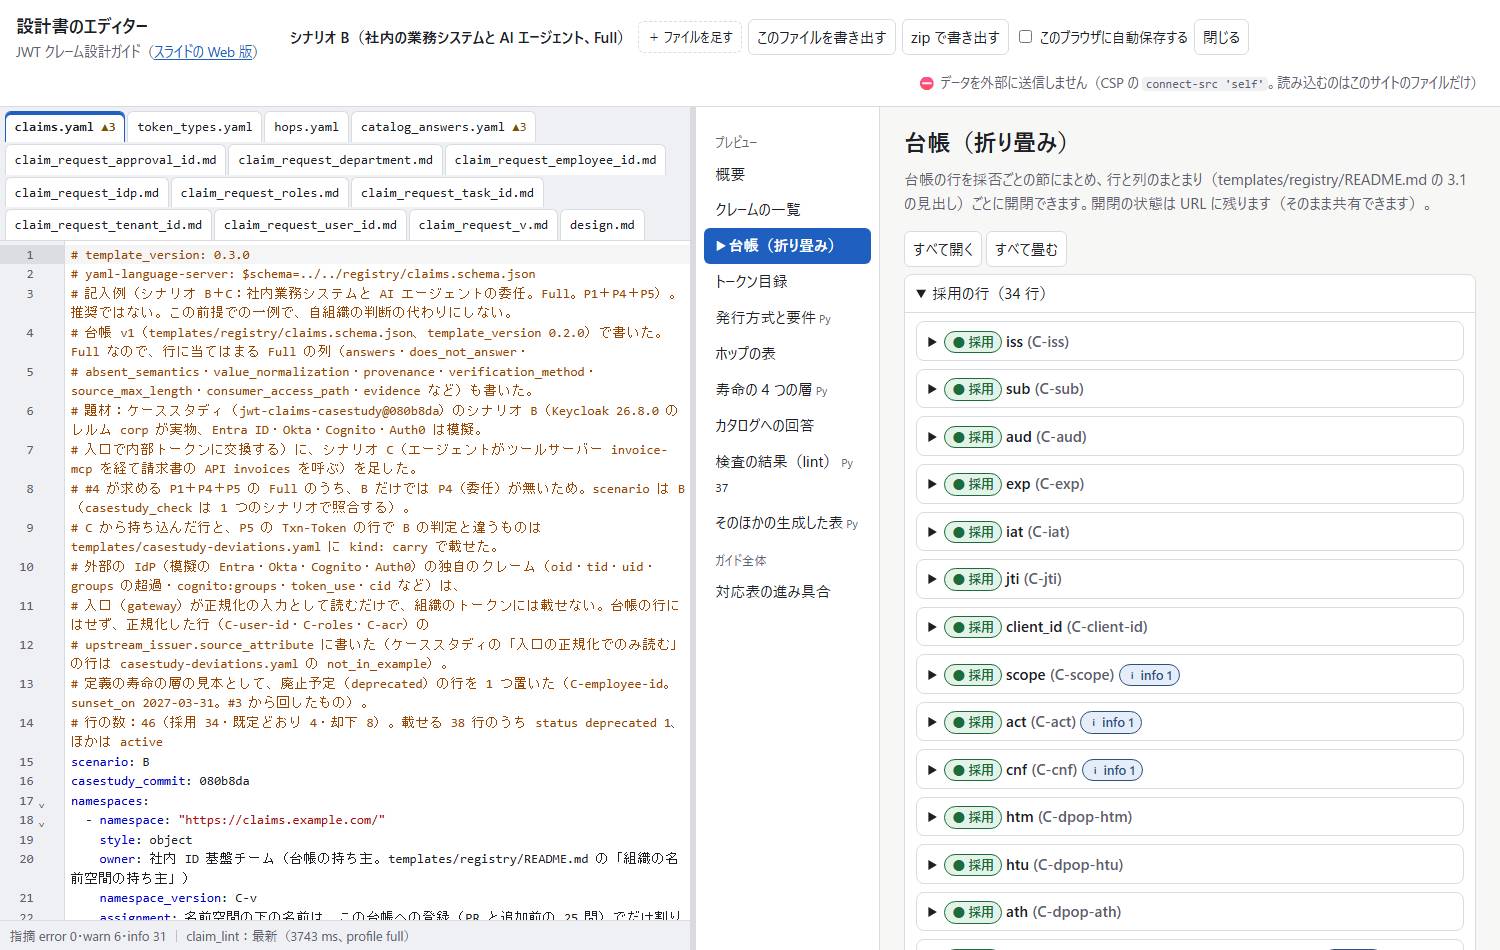 設計書のエディター
JWT クレーム設計ガイド（スライドの Web 版）
シナリオ B（社内の業務システムと AI エージェント、Full）
＋ ファイルを足す
このファイルを書き出す
zip で書き出す
このブラウザに自動保存する
閉じる
⛔ データを外部に送信しません（CSP の connect-src 'self'。読み込むのはこのサイトのファイルだけ）
claims.yaml ▲3
token_types.yaml
hops.yaml
catalog_answers.yaml ▲3
claim_request_approval_id.md
claim_request_department.md
claim_request_employee_id.md
claim_request_idp.md
claim_request_roles.md
claim_request_task_id.md
claim_request_tenant_id.md
claim_request_user_id.md
claim_request_v.md
design.md
1 # template_version: 0.3.0
2 # yaml-language-server: $schema=../../registry/claims.schema.json
3 # 記入例（シナリオ B＋C：社内業務システムと AI エージェントの委任。Full。P1＋P4＋P5）。
推奨ではない。この前提での一例で、自組織の判断の代わりにしない。
4 # 台帳 v1（templates/registry/claims.schema.json、template_version 0.2.0）で書いた。
Full なので、行に当てはまる Full の列（answers・does_not_answer・
5 # absent_semantics・value_normalization・provenance・verification_method・
source_max_length・consumer_access_path・evidence など）も書いた。
6 # 題材：ケーススタディ（jwt-claims-casestudy@080b8da）のシナリオ B（Keycloak 26.8.0 の
レルム corp が実物、Entra ID・Okta・Cognito・Auth0 は模擬。
7 # 入口で内部トークンに交換する）に、シナリオ C（エージェントがツールサーバー invoice-
mcp を経て請求書の API invoices を呼ぶ）を足した。
8 # #4 が求める P1＋P4＋P5 の Full のうち、B だけでは P4（委任）が無いため。scenario は B
（casestudy_check は 1 つのシナリオで照合する）。
9 # C から持ち込んだ行と、P5 の Txn-Token の行で B の判定と違うものは
templates/casestudy-deviations.yaml に kind: carry で載せた。
10 # 外部の IdP（模擬の Entra・Okta・Cognito・Auth0）の独自のクレーム（oid・tid・uid・
groups の超過・cognito:groups・token_use・cid など）は、
11 # 入口（gateway）が正規化の入力として読むだけで、組織のトークンには載せない。台帳の行に
はせず、正規化した行（C-user-id・C-roles・C-acr）の
12 # upstream_issuer.source_attribute に書いた（ケーススタディの「入口の正規化でのみ読む」
の行は casestudy-deviations.yaml の not_in_example）。
13 # 定義の寿命の層の見本として、廃止予定（deprecated）の行を 1 つ置いた（C-employee-id。
sunset_on 2027-03-31。#3 から回したもの）。
14 # 行の数：46（採用 34・既定どおり 4・却下 8）。載せる 38 行のうち status deprecated 1、
ほかは active
15 scenario: B
16 casestudy_commit: 080b8da
17 namespaces:
18 - namespace: "https://claims.example.com/"
19 style: object
20 owner: 社内 ID 基盤チーム（台帳の持ち主。templates/registry/README.md の「組織の名
前空間の持ち主」）
21 namespace_version: C-v
22 assignment: 名前空間の下の名前は、この台帳への登録（PR と追加前の 25 問）でだけ割り
指摘 error 0・warn 6・info 31
claim_lint：最新（3743 ms、profile full）
プレビュー
概要
クレームの一覧
▶台帳（折り畳み）
トークン目録
発行方式と要件 Py
ホップの表
寿命の 4 つの層 Py
カタログへの回答
検査の結果（lint） Py
37
そのほかの生成した表 Py
ガイド全体
対応表の進み具合
台帳（折り畳み）
台帳の行を採否ごとの節にまとめ、行と列のまとまり（templates/registry/README.md の 3.1
の見出し）ごとに開閉できます。開閉の状態は URL に残ります（そのまま共有できます）。
すべて開く
すべて畳む
▼ 採用の行（34 行）
▶ ● 採用 iss (C-iss)
▶ ● 採用 sub (C-sub)
▶ ● 採用 aud (C-aud)
▶ ● 採用 exp (C-exp)
▶ ● 採用 iat (C-iat)
▶ ● 採用 jti (C-jti)
▶ ● 採用 client_id (C-client-id)
▶ ● 採用 scope (C-scope) i info 1
▶ ● 採用 act (C-act) i info 1
▶ ● 採用 cnf (C-cnf) i info 1
▶ ● 採用 htm (C-dpop-htm)
▶ ● 採用 htu (C-dpop-htu)
▶ ● 採用 ath (C-dpop-ath)